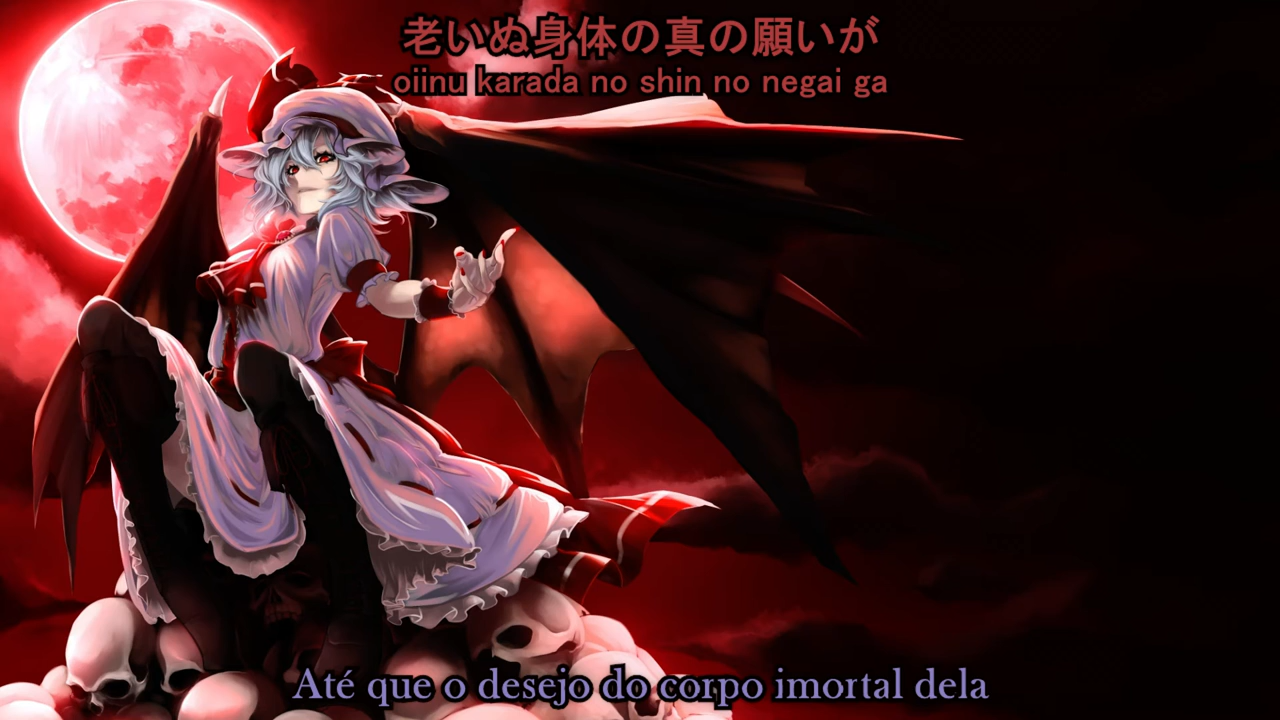 老いぬ身体の真の願いが
oiinu karada no shin no negai ga
Até que o desejo do corpo imortal dela